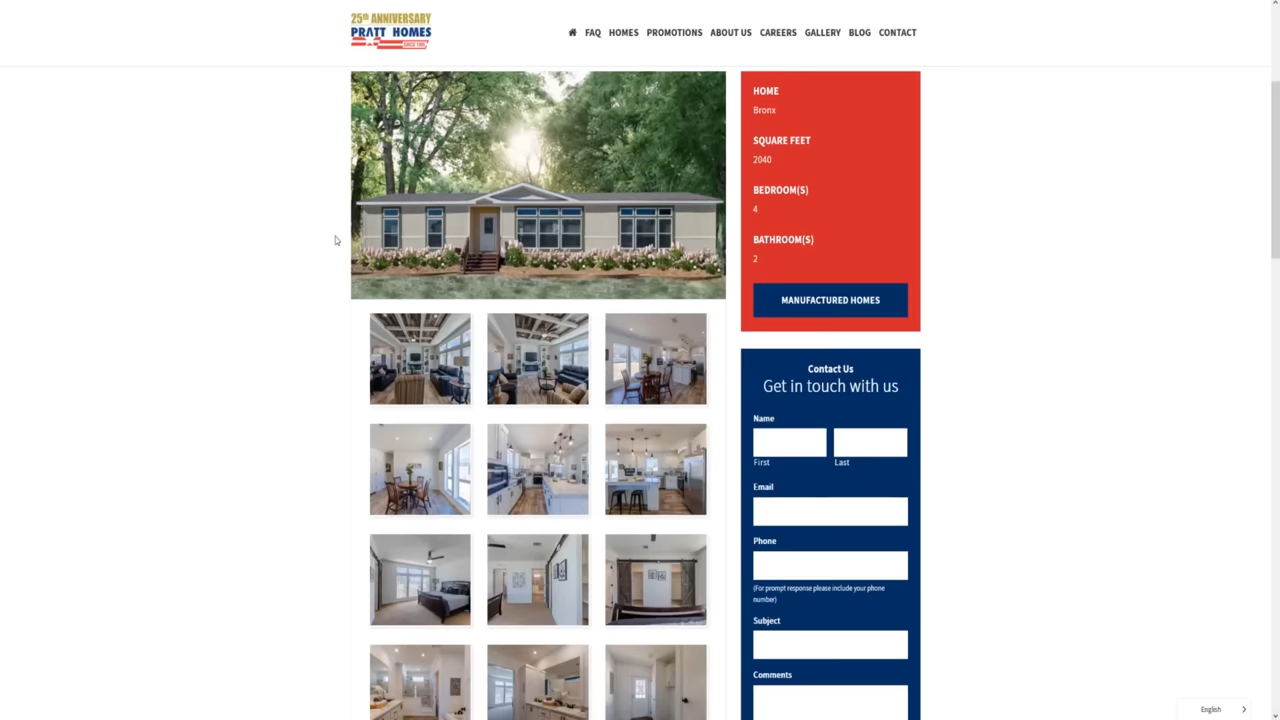 25th ANNIVERSARY
PRATT HOMES
SINCE 1996
FAQ HOMES PROMOTIONS ABOUT US CAREERS GALLERY BLOG CONTACT
HOME
Bronx
SQUARE FEET
2040
BEDROOM(S)
4
BATHROOM(S)
2
MANUFACTURED HOMES
Contact Us
Get in touch with us
Name
First Last
Email
Phone
(For prompt response please include your phone
number)
Subject
Comments
English